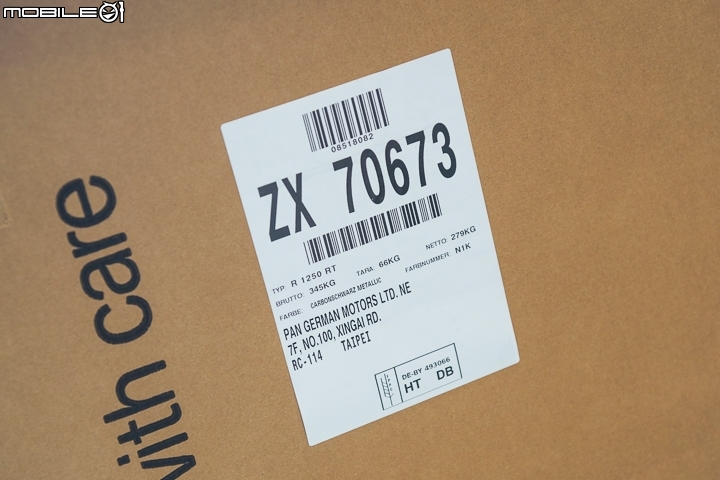 MOBILE01
with care
08518082
ZX 70673
TYP R 1250 RT
BRUTTO: 345KG TARA: 66KG NETTO: 279KG
FARBE: CARBONSCHWARZ METALLIC FARBNUMMER: N1K
PAN GERMAN MOTORS LTD. NE
7F, NO.100, XINGAI RD.
RC-114 TAIPEI
DE-BY 493066
HT DB